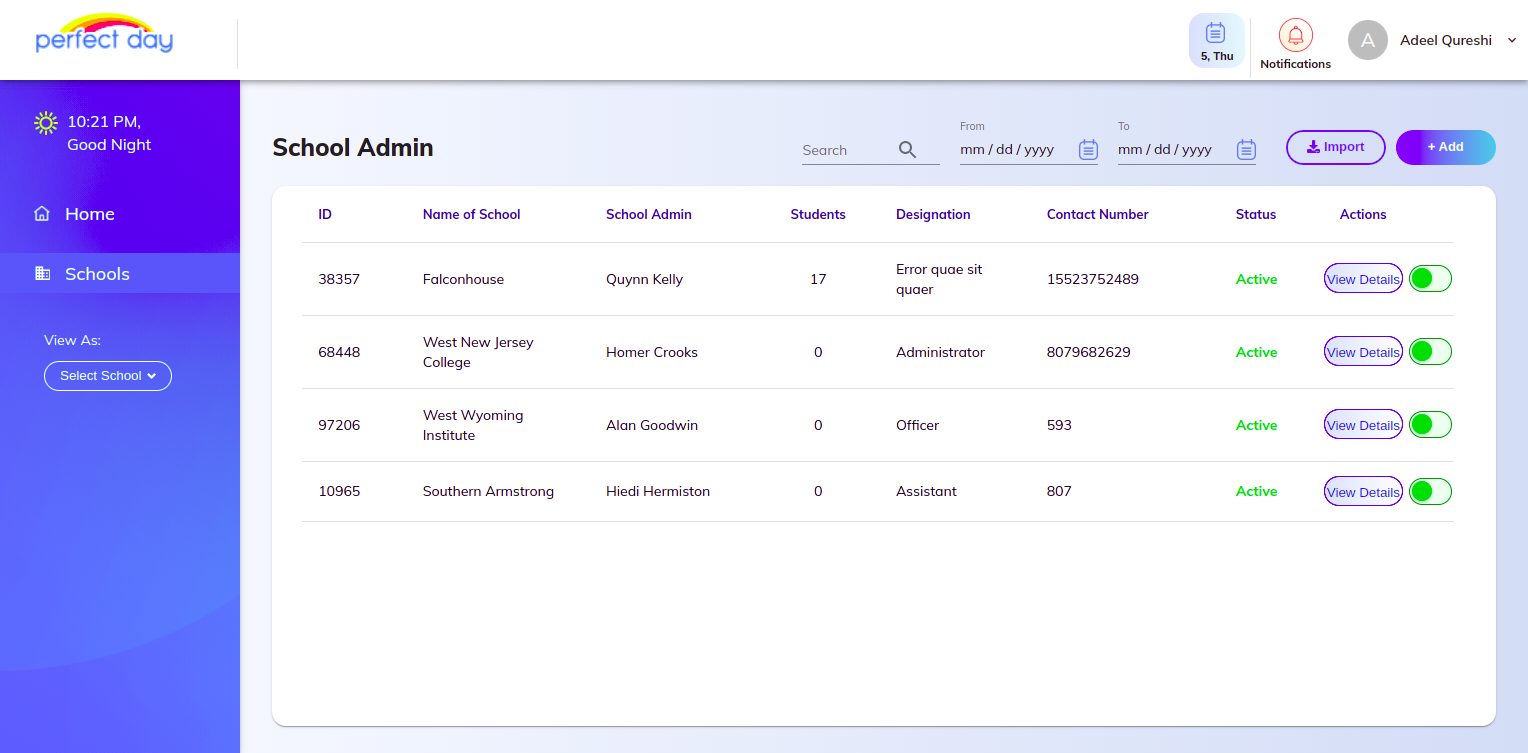 perfect day
5, Thu
Notifications
A
Adeel Qureshi
10:21 PM,
Good Night
Home
Schools
View As:
Select School
School Admin
Search
From
mm / dd / yyyy
To
mm / dd / yyyy
Import
+ Add
ID Name of School School Admin Students Designation Contact Number Status Actions
38357 Falconhouse Quynn Kelly 17 Error quae sit
quaer 15523752489 Active View Details
68448 West New Jersey
College Homer Crooks 0 Administrator 8079682629 Active View Details
97206 West Wyoming
Institute Alan Goodwin 0 Officer 593 Active View Details
10965 Southern Armstrong Hiedi Hermiston 0 Assistant 807 Active View Details